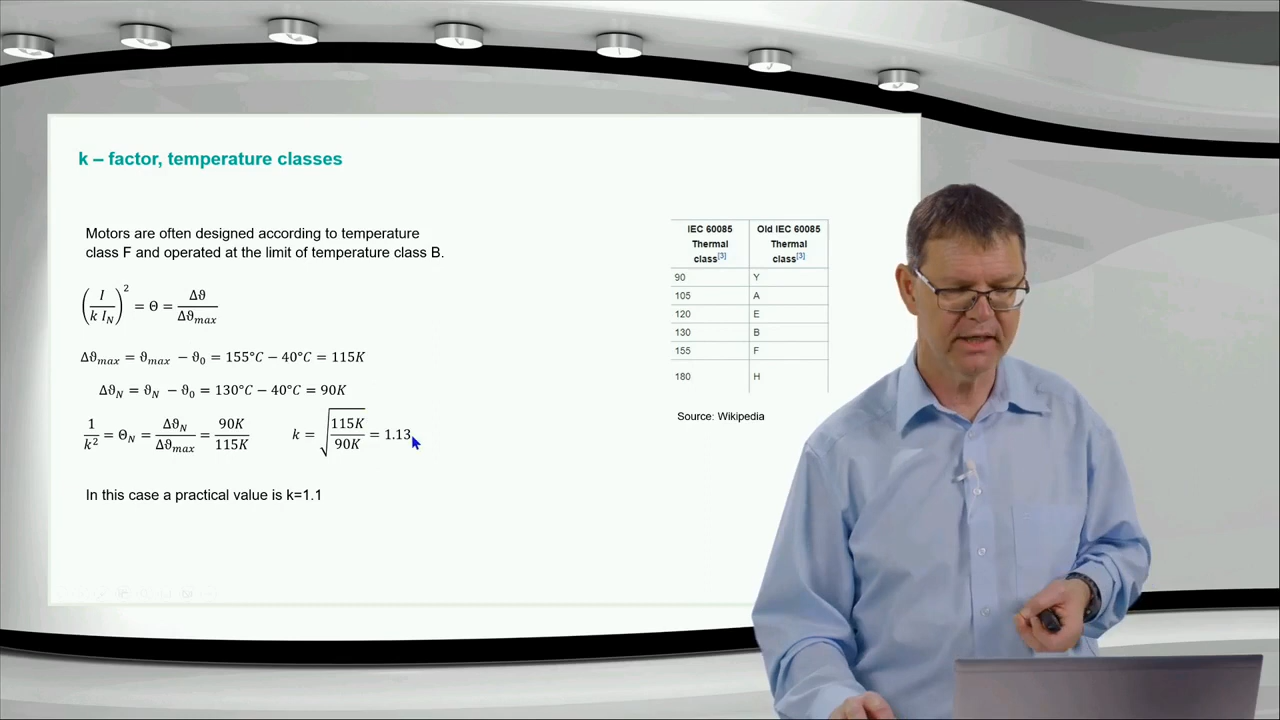 k – factor, temperature classes
Motors are often designed according to temperature
class F and operated at the limit of temperature class B.
(I / (k I_N))² = Θ = Δϑ / Δϑ_max
Δϑ_max = ϑ_max − ϑ_0 = 155°C − 40°C = 115K
Δϑ_N = ϑ_N − ϑ_0 = 130°C − 40°C = 90K
1 / k² = Θ_N = Δϑ_N / Δϑ_max = 90K / 115K    k = √(115K / 90K) = 1.13
In this case a practical value is k=1.1
IEC 60085 Thermal class[3] Old IEC 60085 Thermal class[3]
90 Y
105 A
120 E
130 B
155 F
180 H
Source: Wikipedia